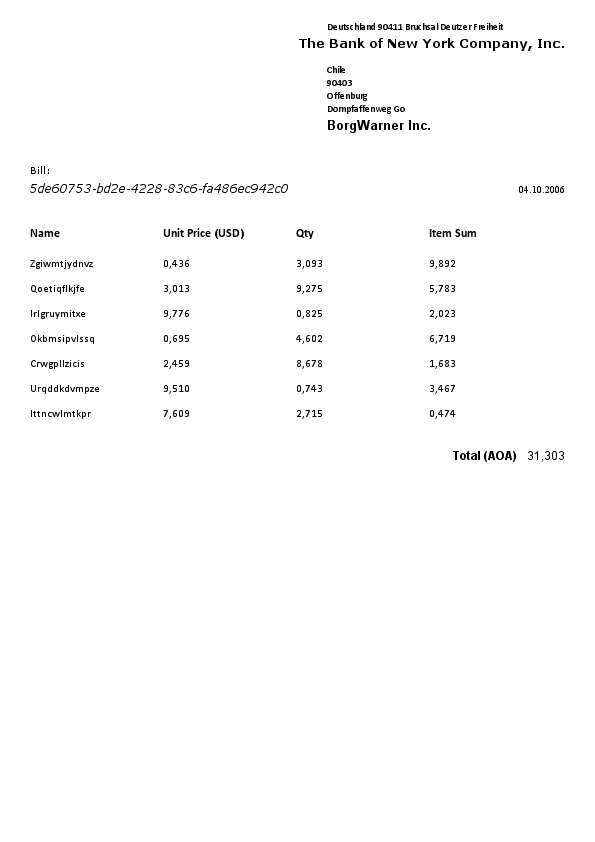 Deutschland 90411 Bruchsal Deutzer Freiheit
The Bank of New York Company, Inc.
Chile
90403
Offenburg
Dompfaffenweg Go
BorgWarner Inc.
Bill:
5de60753-bd2e-4228-83c6-fa486ec942c0 04.10.2006
Name Unit Price (USD) Qty Item Sum
Zgiwmtjydnvz 0,436 3,093 9,892
Qoetiqflkjfe 3,013 9,275 5,783
Irlgruymitxe 9,776 0,825 2,023
Okbmsipvlssq 0,695 4,602 6,719
Crwgpllzicis 2,459 8,678 1,683
Urqddkdvmpze 9,510 0,743 3,467
Ittncwlmtkpr 7,609 2,715 0,474
Total (AOA) 31,303